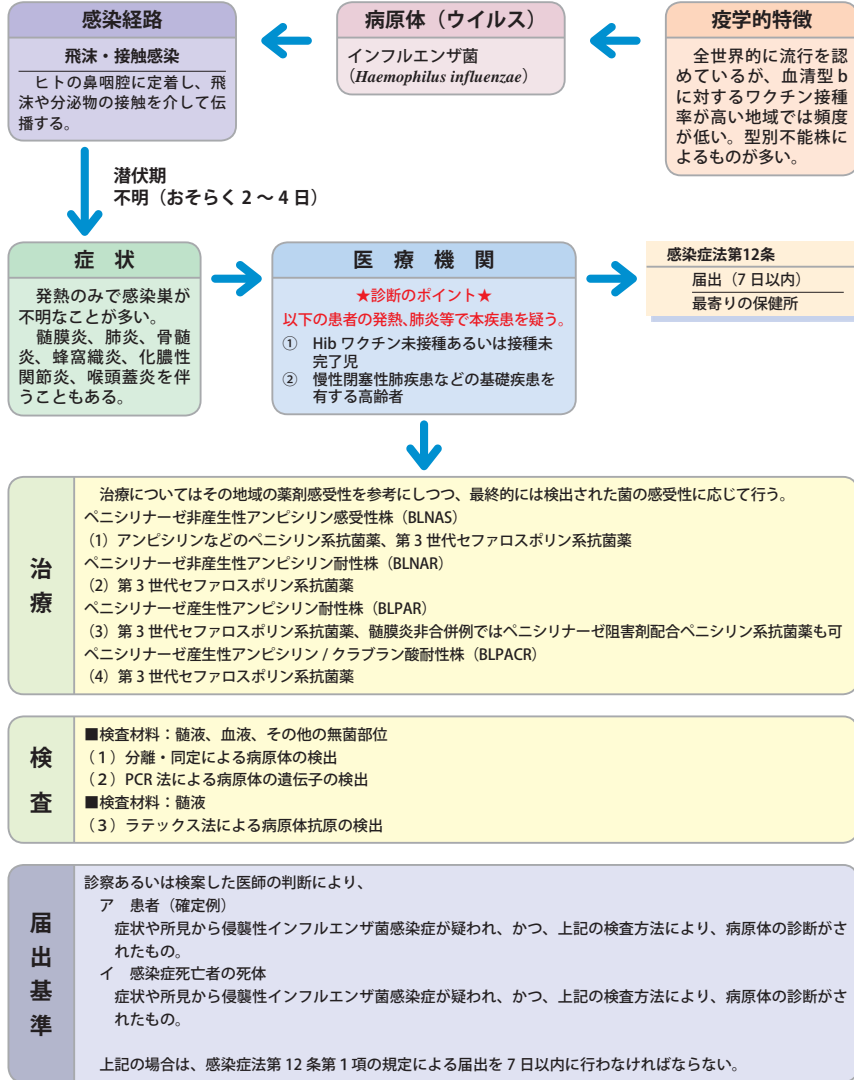 感染経路
飛沫・接触感染
ヒトの鼻咽腔に定着し、飛
沫や分泌物の接触を介して伝
播する。
病原体（ウイルス）
インフルエンザ菌
（Haemophilus influenzae）
疫学的特徴
全世界的に流行を認
めているが、血清型 b
に対するワクチン接種
率が高い地域では頻度
が低い。型別不能株に
よるものが多い。
潜伏期
不明（おそらく 2 〜 4 日）
症 状
発熱のみで感染巣が
不明なことが多い。
髄膜炎、肺炎、骨髄
炎、蜂窩織炎、化膿性
関節炎、喉頭蓋炎を伴
うこともある。
医 療 機 関
★診断のポイント★
以下の患者の発熱、肺炎等で本疾患を疑う。
① Hib ワクチン未接種あるいは接種未
完了児
② 慢性閉塞性肺疾患などの基礎疾患を
有する高齢者
感染症法第12条
届出（7 日以内）
最寄りの保健所
治療
治療についてはその地域の薬剤感受性を参考にしつつ、最終的には検出された菌の感受性に応じて行う。
ペニシリナーゼ非産生性アンピシリン感受性株（BLNAS）
（1）アンピシリンなどのペニシリン系抗菌薬、第 3 世代セファロスポリン系抗菌薬
ペニシリナーゼ非産生性アンピシリン耐性株（BLNAR）
（2）第 3 世代セファロスポリン系抗菌薬
ペニシリナーゼ産生性アンピシリン耐性株（BLPAR）
（3）第 3 世代セファロスポリン系抗菌薬、髄膜炎非合併例ではペニシリナーゼ阻害剤配合ペニシリン系抗菌薬も可
ペニシリナーゼ産生性アンピシリン / クラブラン酸耐性株（BLPACR）
（4）第 3 世代セファロスポリン系抗菌薬
検査
■検査材料：髄液、血液、その他の無菌部位
（１）分離・同定による病原体の検出
（２）PCR 法による病原体の遺伝子の検出
■検査材料：髄液
（３）ラテックス法による病原体抗原の検出
届出基準
診察あるいは検案した医師の判断により、
ア 患者（確定例）
症状や所見から侵襲性インフルエンザ菌感染症が疑われ、かつ、上記の検査方法により、病原体の診断がさ
れたもの。
イ 感染症死亡者の死体
症状や所見から侵襲性インフルエンザ菌感染症が疑われ、かつ、上記の検査方法により、病原体の診断がさ
れたもの。
上記の場合は、感染症法第 12 条第 1 項の規定による届出を 7 日以内に行わなければならない。